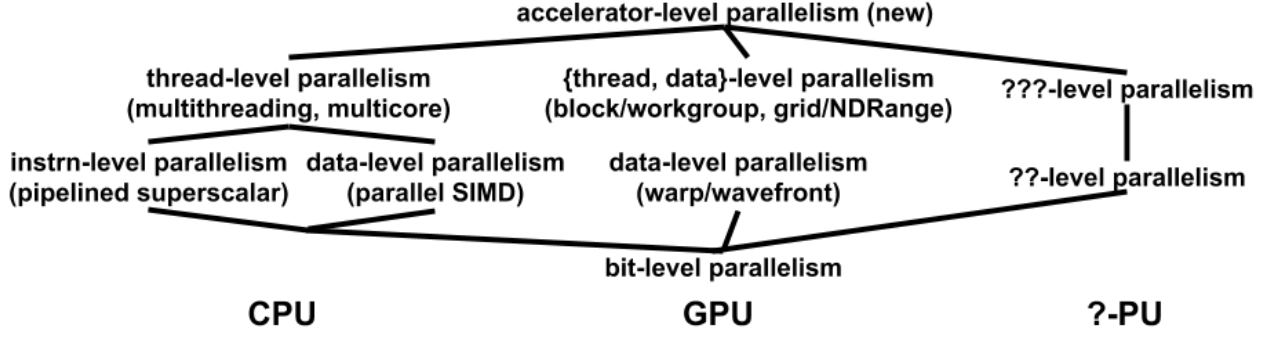 accelerator-level parallelism (new)
thread-level parallelism
(multithreading, multicore)
{thread, data}-level parallelism
(block/workgroup, grid/NDRange)
???-level parallelism
instrn-level parallelism
(pipelined superscalar)
data-level parallelism
(parallel SIMD)
data-level parallelism
(warp/wavefront)
??-level parallelism
bit-level parallelism
CPU
GPU
?-PU